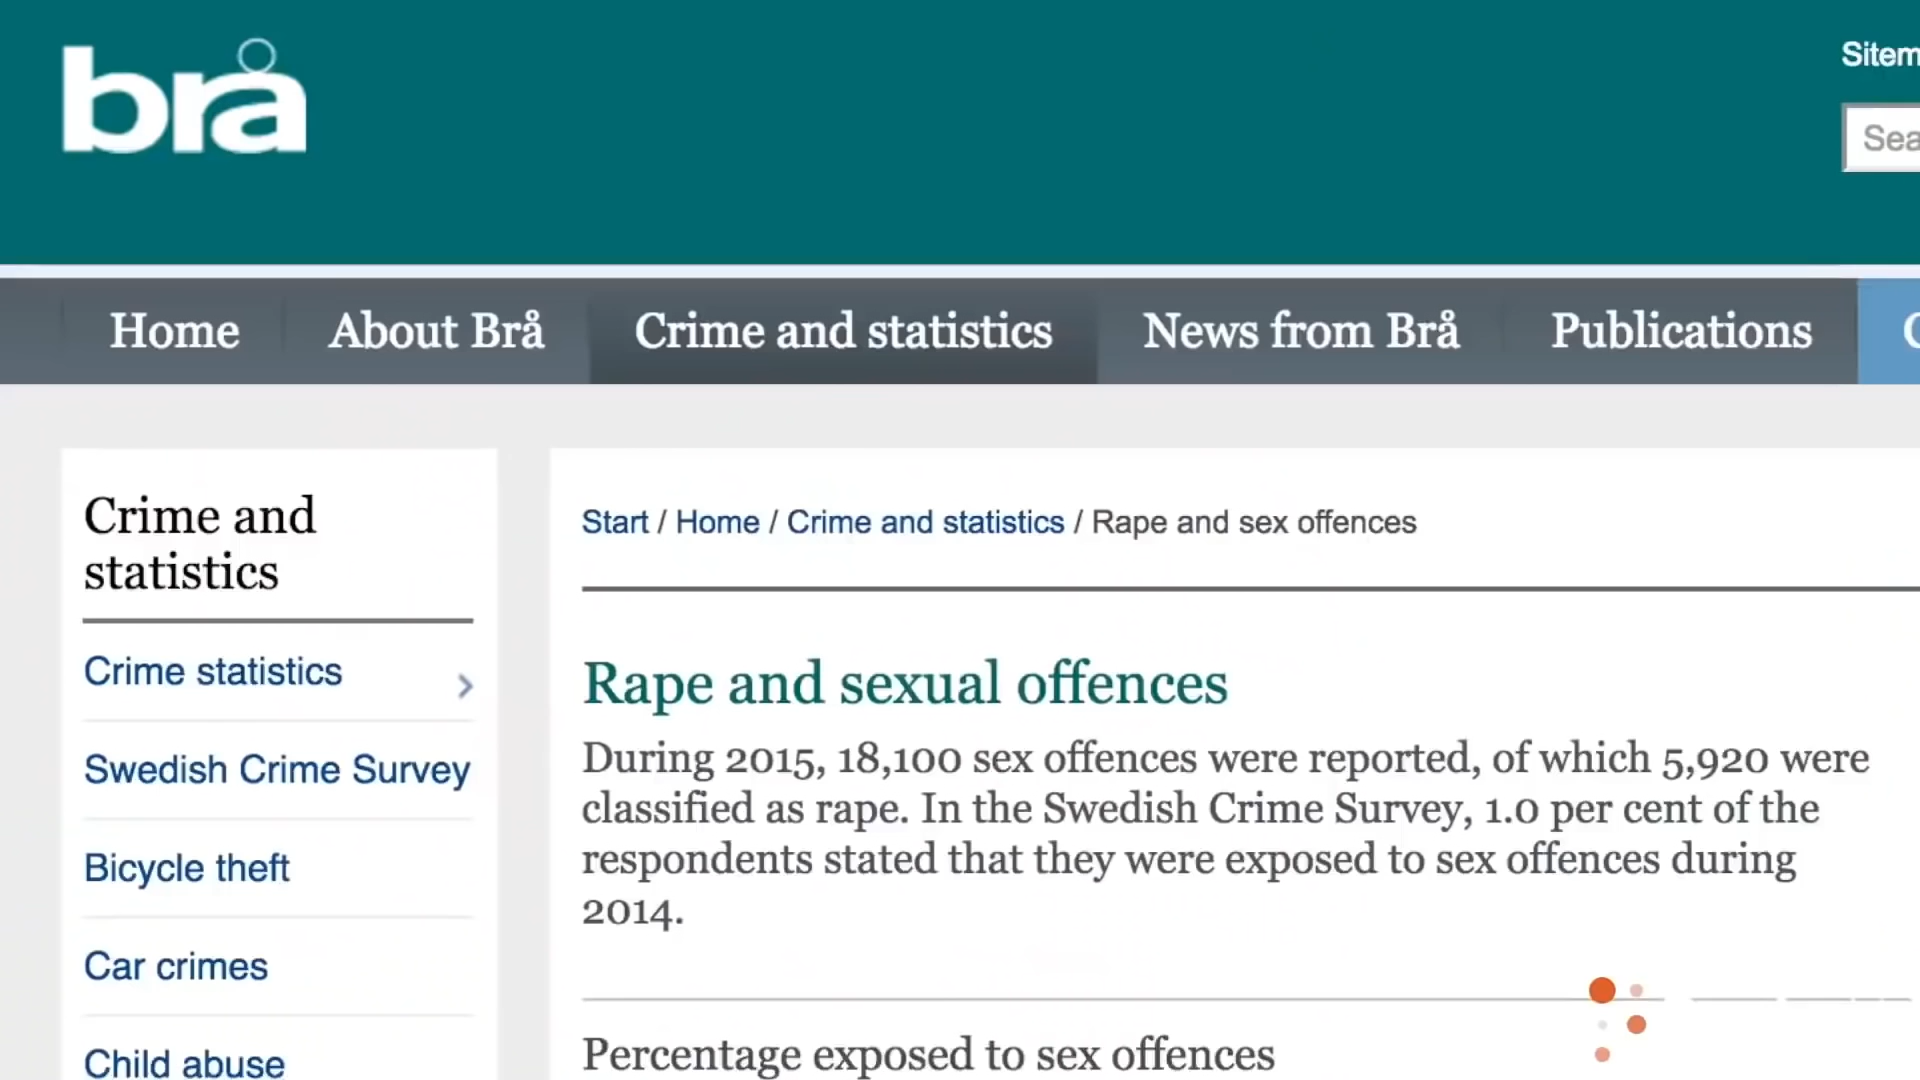 brå
Sitem
Sea
Home
About Brå
Crime and statistics
News from Brå
Publications
Crime and
statistics
Crime statistics
Swedish Crime Survey
Bicycle theft
Car crimes
Child abuse
Start / Home / Crime and statistics / Rape and sex offences
Rape and sexual offences
During 2015, 18,100 sex offences were reported, of which 5,920 were
classified as rape. In the Swedish Crime Survey, 1.0 per cent of the
respondents stated that they were exposed to sex offences during
2014.
Percentage exposed to sex offences